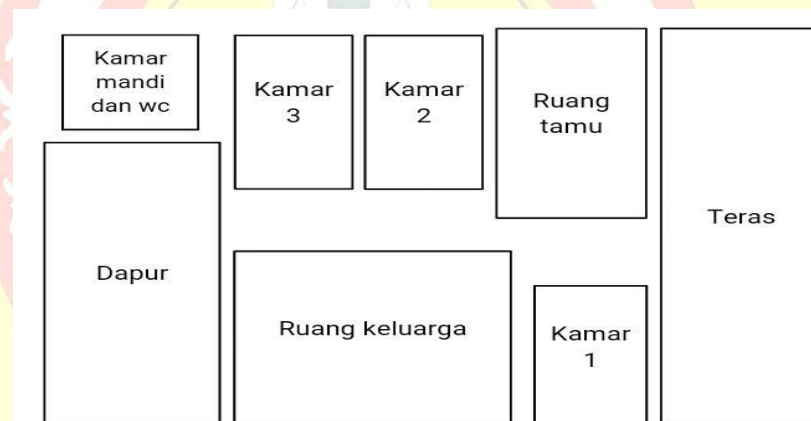 Kamar
mandi
dan wc
Kamar
3
Kamar
2
Ruang
tamu
Teras
Dapur
Ruang keluarga
Kamar
1